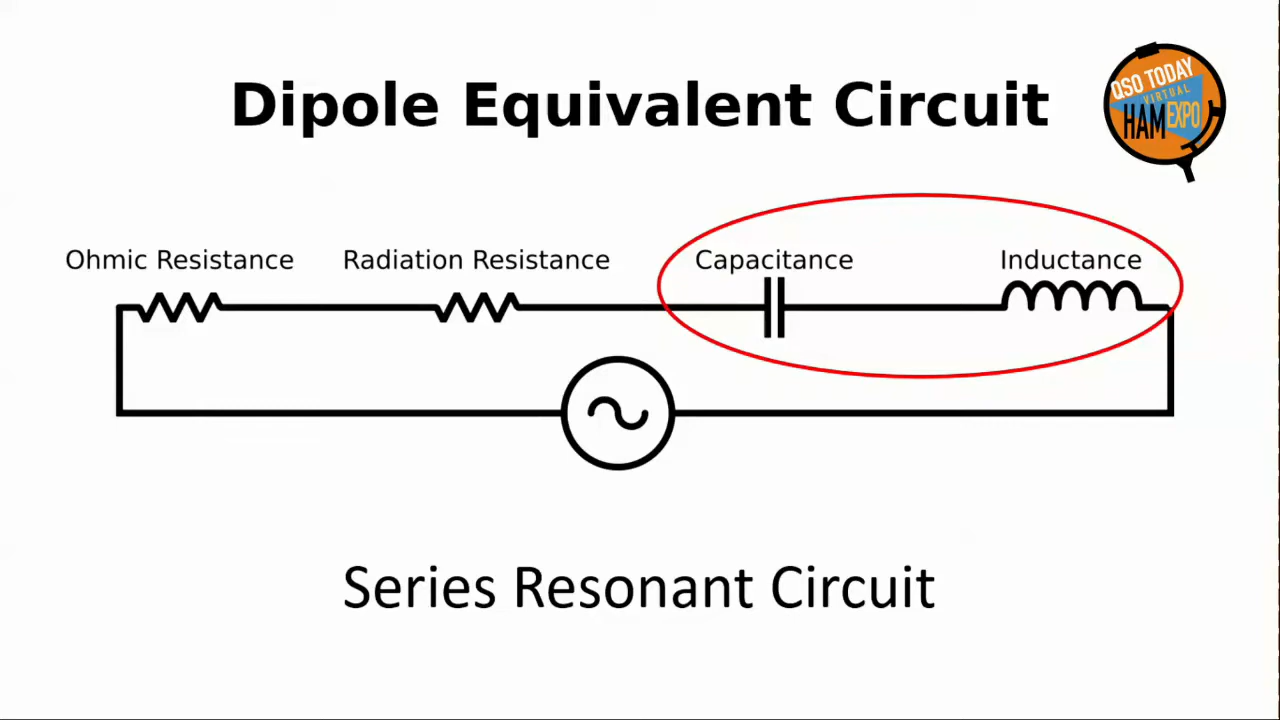 Dipole Equivalent Circuit
QSO TODAY
VIRTUAL
HAM EXPO
Ohmic Resistance Radiation Resistance Capacitance Inductance
Series Resonant Circuit